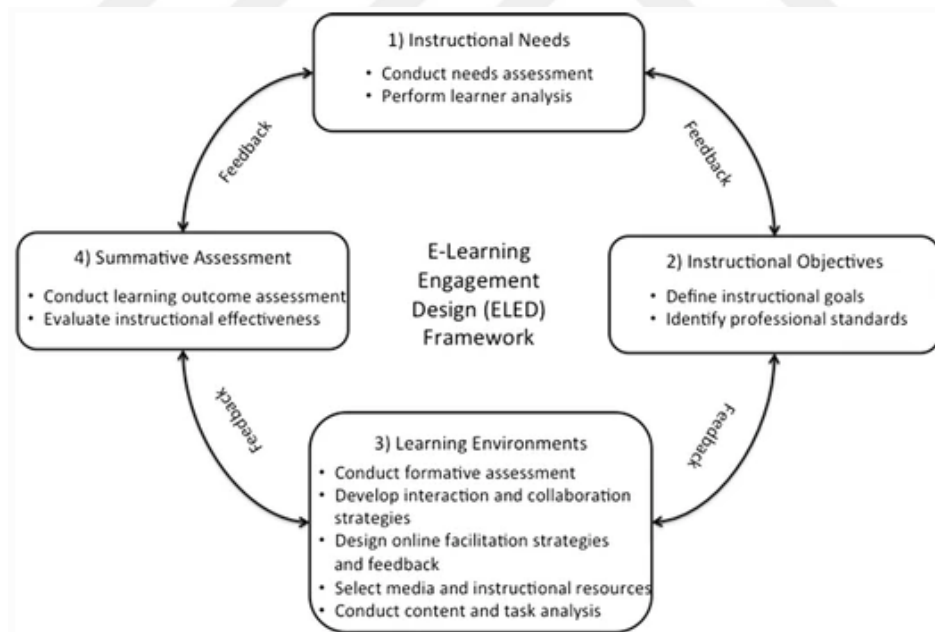 1) Instructional Needs
• Conduct needs assessment
• Perform learner analysis
Feedback
Feedback
4) Summative Assessment
• Conduct learning outcome assessment
• Evaluate instructional effectiveness
E-Learning
Engagement
Design (ELED)
Framework
2) Instructional Objectives
• Define instructional goals
• Identify professional standards
Feedback
Feedback
3) Learning Environments
• Conduct formative assessment
• Develop interaction and collaboration
strategies
• Design online facilitation strategies
and feedback
• Select media and instructional resources
• Conduct content and task analysis